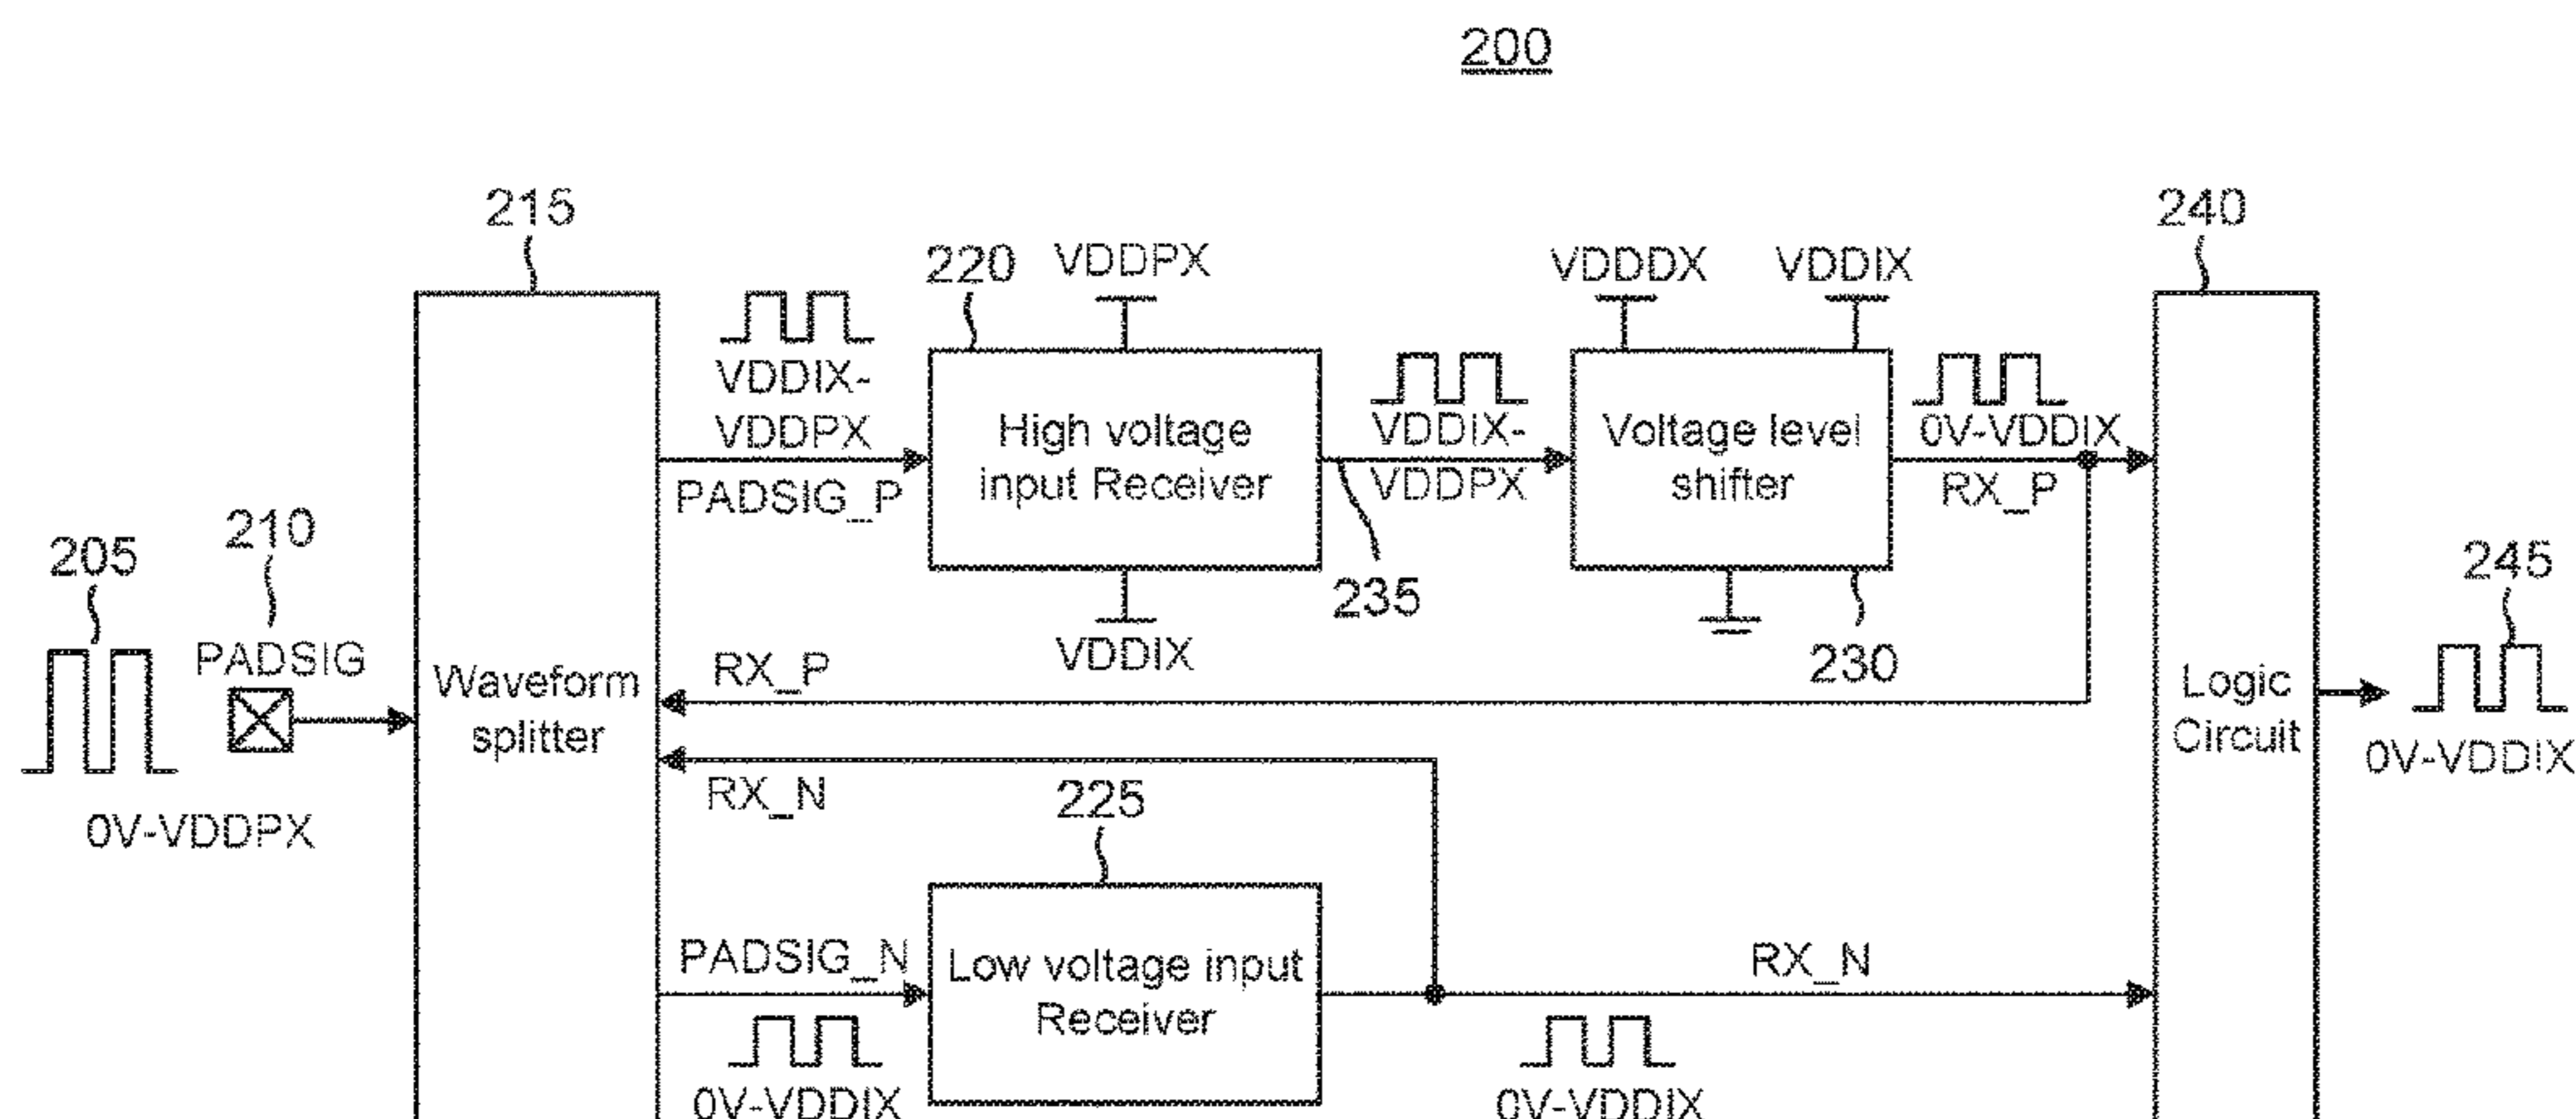 200
215
240
220
VDDPX
VDDDX
VDDIX
VDDIX-
VDDPX
PADSIG_P
High voltage
input Receiver
VDDIX-
VDDPX
Voltage level
shifter
0V-VDDIX
RX_P
235
230
VDDIX
205
210
PADSIG
0V-VDDPX
Waveform
splitter
RX_P
RX_N
225
Logic
Circuit
245
0V-VDDIX
PADSIG_N
Low voltage input
Receiver
RX_N
0V-VDDIX
0V-VDDIX